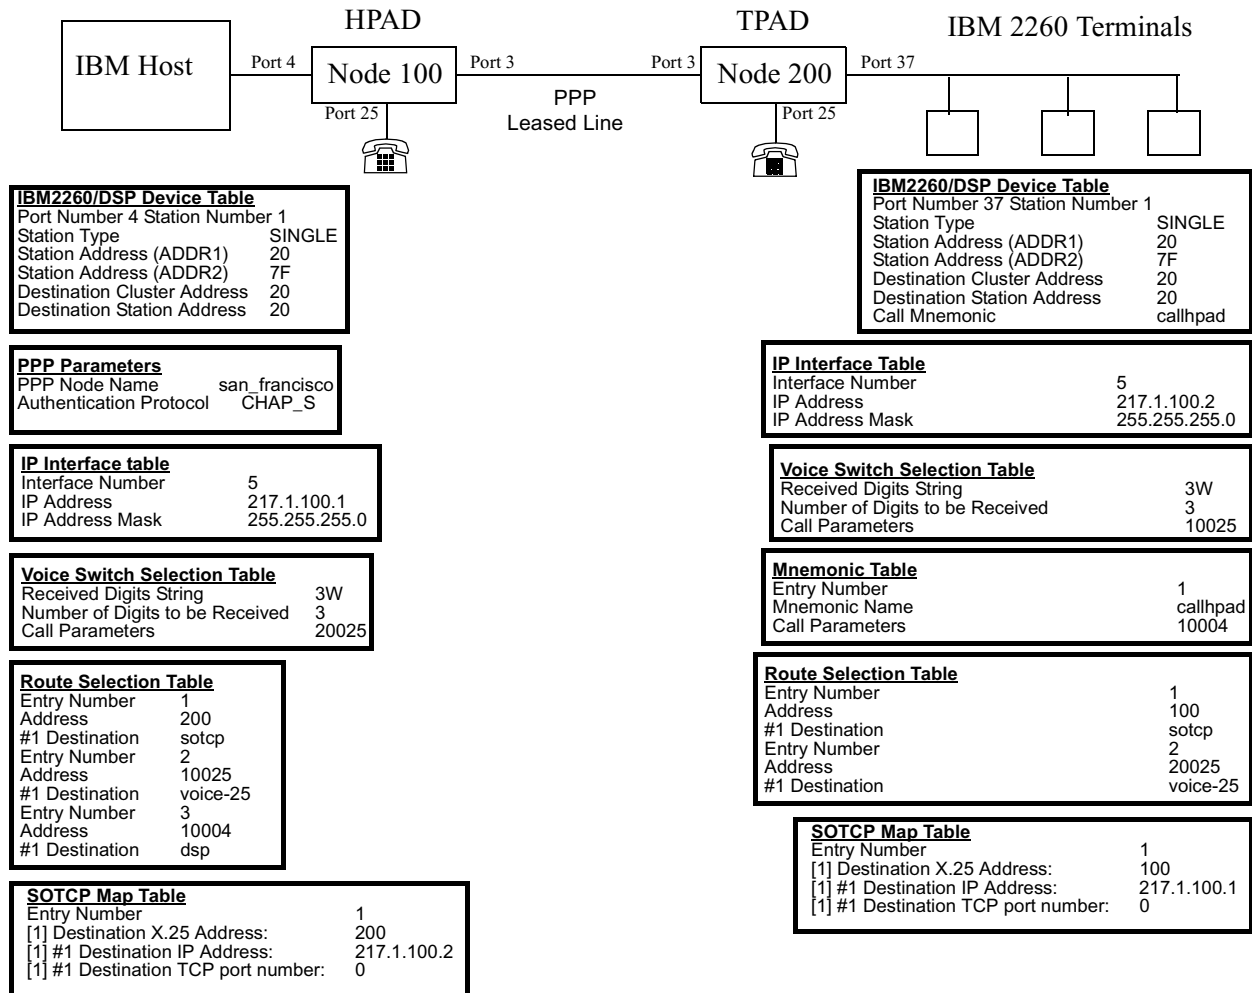 HPAD
TPAD
IBM 2260 Terminals
IBM Host
Port 4
Node 100
Port 3
Port 3
Node 200
Port 37
PPP
Leased Line
Port 25
Port 25
IBM2260/DSP Device Table
Port Number 4 Station Number 1
Station Type SINGLE
Station Address (ADDR1) 20
Station Address (ADDR2) 7F
Destination Cluster Address 20
Destination Station Address 20
PPP Parameters
PPP Node Name san_francisco
Authentication Protocol CHAP_S
IP Interface table
Interface Number 5
IP Address 217.1.100.1
IP Address Mask 255.255.255.0
Voice Switch Selection Table
Received Digits String 3W
Number of Digits to be Received 3
Call Parameters 20025
Route Selection Table
Entry Number 1
Address 200
#1 Destination sotcp
Entry Number 2
Address 10025
#1 Destination voice-25
Entry Number 3
Address 10004
#1 Destination dsp
SOTCP Map Table
Entry Number 1
[1] Destination X.25 Address: 200
[1] #1 Destination IP Address: 217.1.100.2
[1] #1 Destination TCP port number: 0
IBM2260/DSP Device Table
Port Number 37 Station Number 1
Station Type SINGLE
Station Address (ADDR1) 20
Station Address (ADDR2) 7F
Destination Cluster Address 20
Destination Station Address 20
Call Mnemonic callhpad
IP Interface Table
Interface Number 5
IP Address 217.1.100.2
IP Address Mask 255.255.255.0
Voice Switch Selection Table
Received Digits String 3W
Number of Digits to be Received 3
Call Parameters 10025
Mnemonic Table
Entry Number 1
Mnemonic Name callhpad
Call Parameters 10004
Route Selection Table
Entry Number 1
Address 100
#1 Destination sotcp
Entry Number 2
Address 20025
#1 Destination voice-25
SOTCP Map Table
Entry Number 1
[1] Destination X.25 Address: 100
[1] #1 Destination IP Address: 217.1.100.1
[1] #1 Destination TCP port number: 0